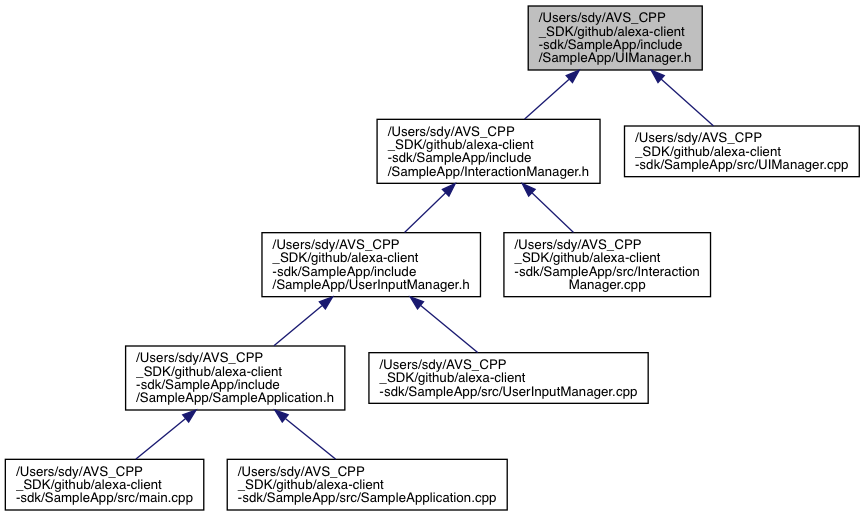 /Users/sdy/AVS_CPP
_SDK/github/alexa-client
-sdk/SampleApp/include
/SampleApp/UIManager.h
/Users/sdy/AVS_CPP
_SDK/github/alexa-client
-sdk/SampleApp/include
/SampleApp/InteractionManager.h
/Users/sdy/AVS_CPP
_SDK/github/alexa-client
-sdk/SampleApp/src/UIManager.cpp
/Users/sdy/AVS_CPP
_SDK/github/alexa-client
-sdk/SampleApp/include
/SampleApp/UserInputManager.h
/Users/sdy/AVS_CPP
_SDK/github/alexa-client
-sdk/SampleApp/src/Interaction
Manager.cpp
/Users/sdy/AVS_CPP
_SDK/github/alexa-client
-sdk/SampleApp/include
/SampleApp/SampleApplication.h
/Users/sdy/AVS_CPP
_SDK/github/alexa-client
-sdk/SampleApp/src/UserInputManager.cpp
/Users/sdy/AVS_CPP
_SDK/github/alexa-client
-sdk/SampleApp/src/main.cpp
/Users/sdy/AVS_CPP
_SDK/github/alexa-client
-sdk/SampleApp/src/SampleApplication.cpp